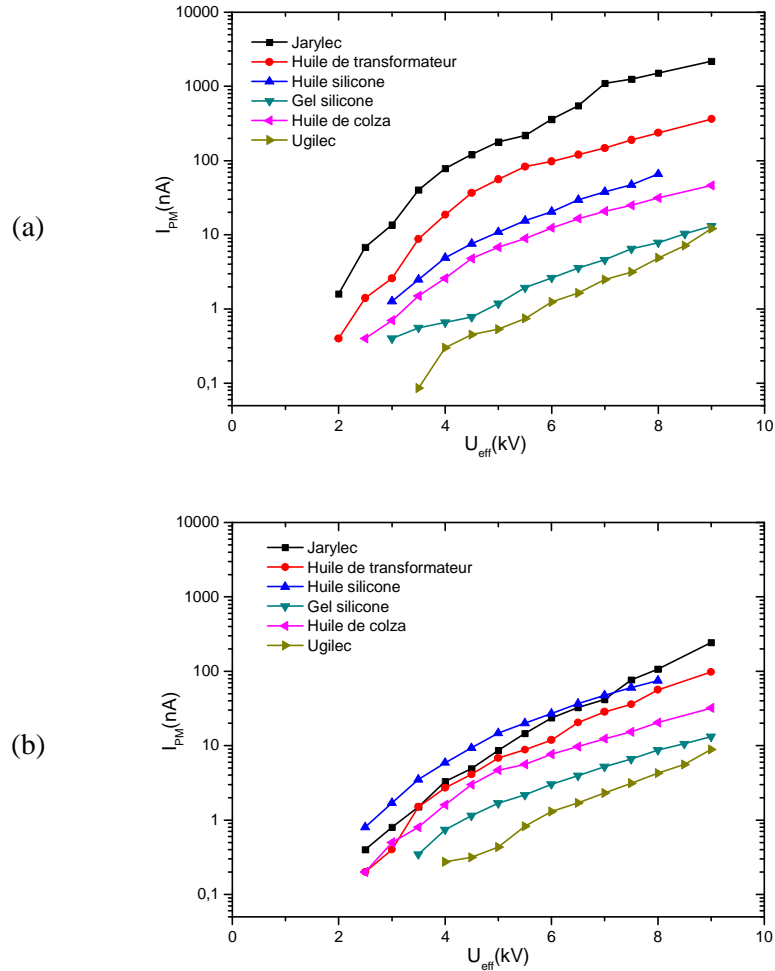 (a)
10000
1000
100
10
1
0,1
I_PM(nA)
Jarylec
Huile de transformateur
Huile silicone
Gel silicone
Huile de colza
Ugilec
0 2 4 6 8 10
U_eff(kV)
(b)
10000
1000
100
10
1
0,1
I_PM(nA)
Jarylec
Huile de transformateur
Huile silicone
Gel silicone
Huile de colza
Ugilec
0 2 4 6 8 10
U_eff(kV)